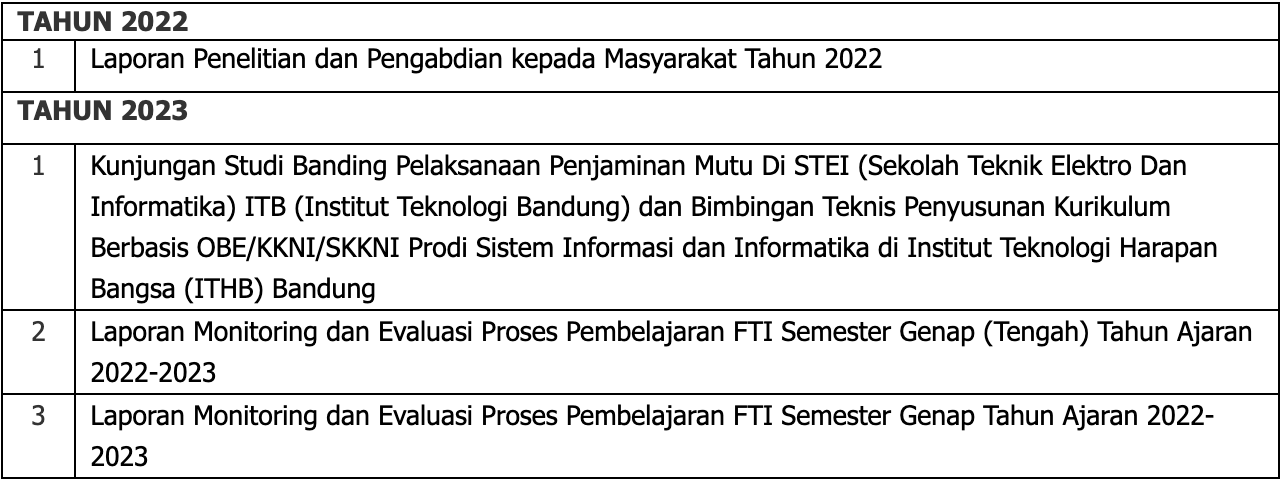 TAHUN 2022
1 Laporan Penelitian dan Pengabdian kepada Masyarakat Tahun 2022
TAHUN 2023
1 Kunjungan Studi Banding Pelaksanaan Penjaminan Mutu Di STEI (Sekolah Teknik Elektro Dan
Informatika) ITB (Institut Teknologi Bandung) dan Bimbingan Teknis Penyusunan Kurikulum
Berbasis OBE/KKNI/SKKNI Prodi Sistem Informasi dan Informatika di Institut Teknologi Harapan
Bangsa (ITHB) Bandung
2 Laporan Monitoring dan Evaluasi Proses Pembelajaran FTI Semester Genap (Tengah) Tahun Ajaran
2022-2023
3 Laporan Monitoring dan Evaluasi Proses Pembelajaran FTI Semester Genap Tahun Ajaran 2022-
2023